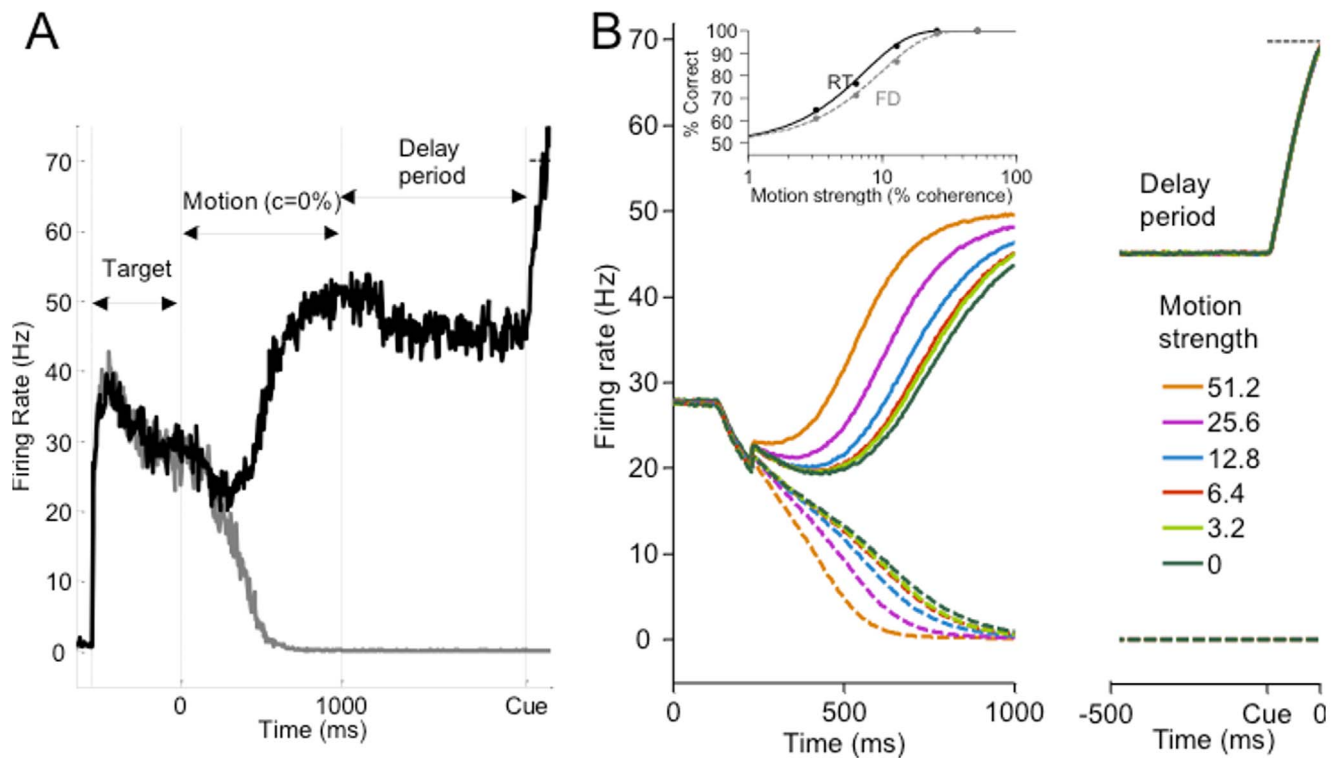 A
Firing Rate (Hz)
70
60
50
40
30
20
10
0
Target
Motion (c=0%)
Delay
period
0
1000
Cue
Time (ms)
B
Firing rate (Hz)
70
60
50
40
30
20
10
0
% Correct
100
90
80
70
60
50
RT
FD
1
10
100
Motion strength (% coherence)
0
500
1000
Time (ms)
Delay
period
Motion
strength
51.2
25.6
12.8
6.4
3.2
0
-500
Cue
0
Time (ms)